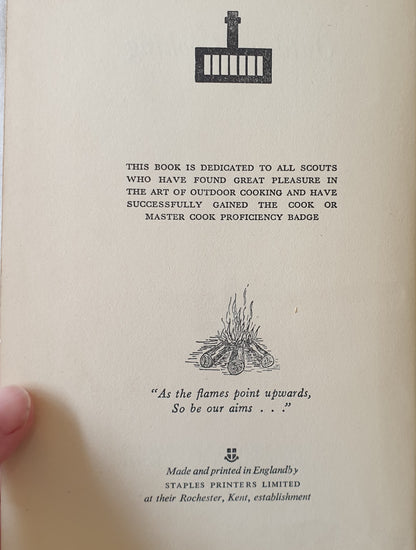 THIS BOOK IS DEDICATED TO ALL SCOUTS
WHO HAVE FOUND GREAT PLEASURE IN
THE ART OF OUTDOOR COOKING AND HAVE
SUCCESSFULLY GAINED THE COOK OR
MASTER COOK PROFICIENCY BADGE
"As the flames point upwards,
So be our aims . . ."
Made and printed in Englandby
STAPLES PRINTERS LIMITED
at their Rochester, Kent, establishment